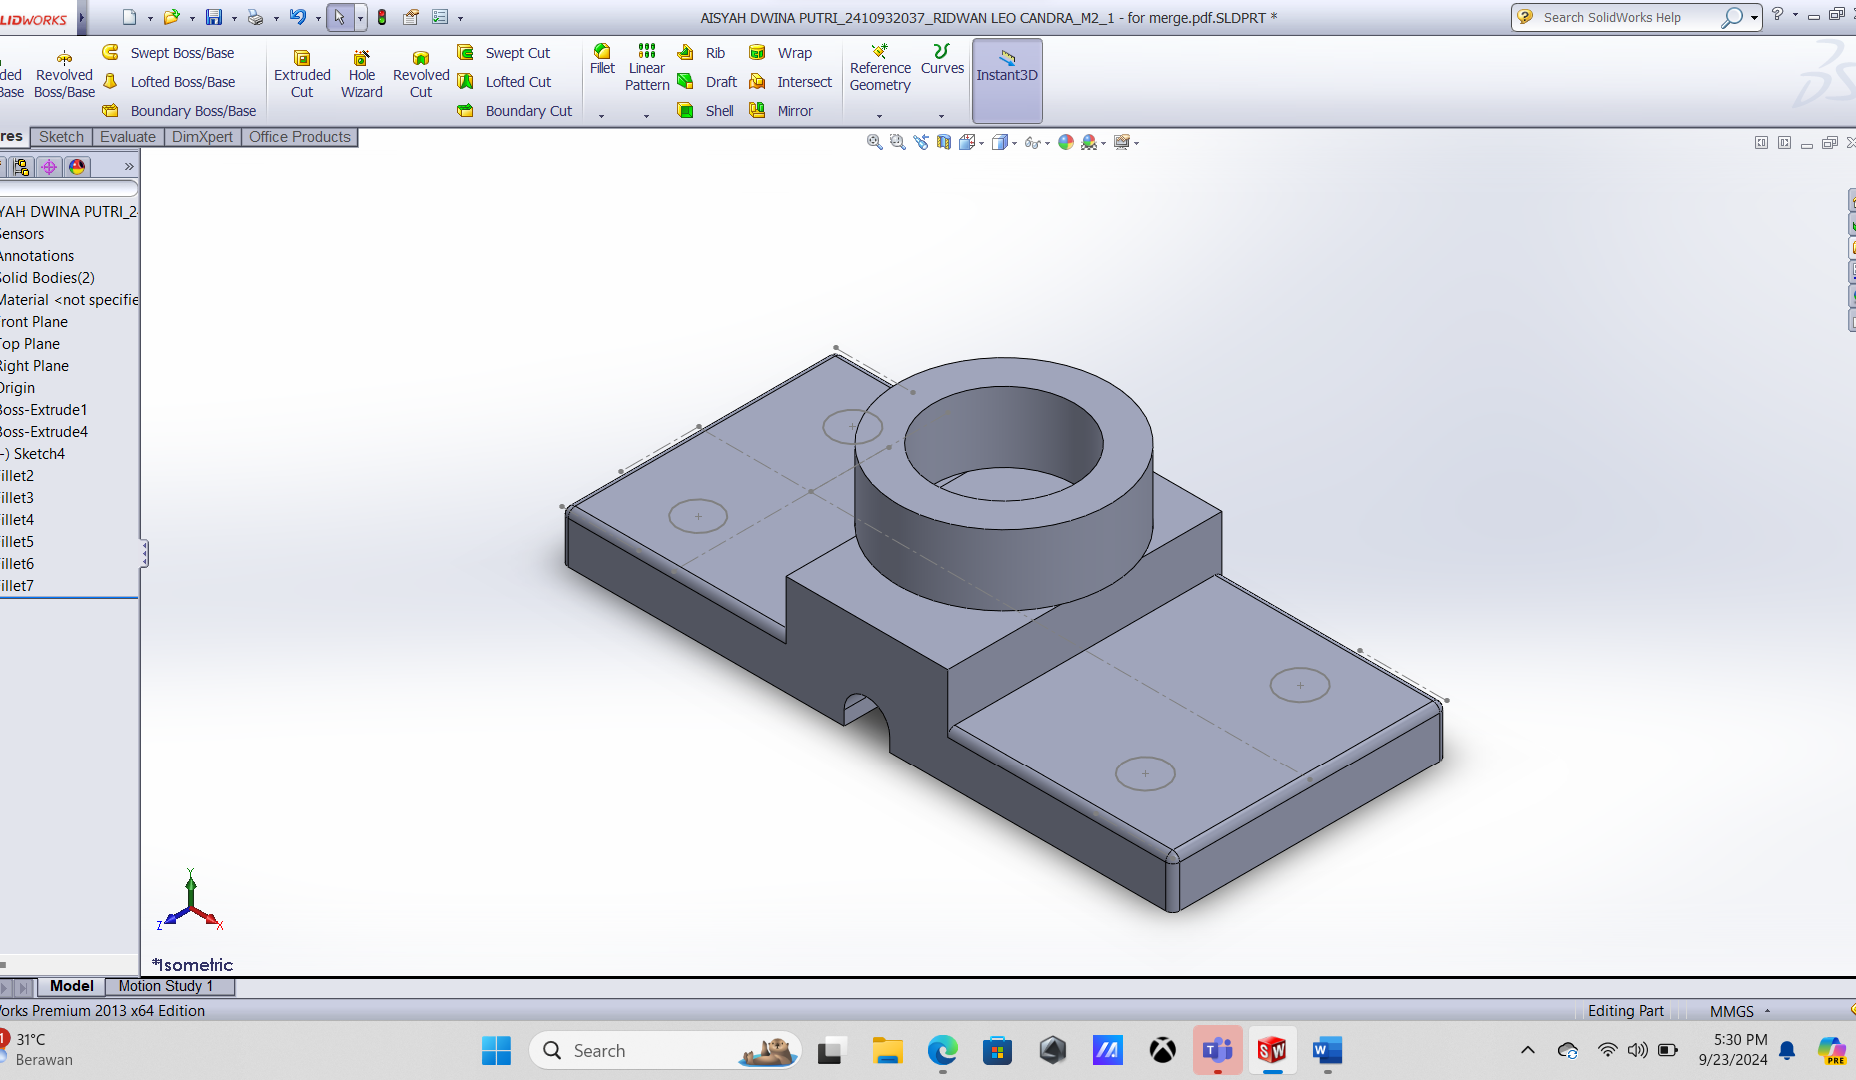 LIDWORKS
AISYAH DWINA PUTRI_2410932037_RIDWAN LEO CANDRA_M2_1 - for merge.pdf.SLDPRT *
Search SolidWorks Help
ded
Base
Revolved
Boss/Base
Swept Boss/Base
Lofted Boss/Base
Boundary Boss/Base
Extruded
Cut
Hole
Wizard
Revolved
Cut
Swept Cut
Lofted Cut
Boundary Cut
Fillet
Linear
Pattern
Rib
Draft
Shell
Wrap
Intersect
Mirror
Reference
Geometry
Curves
Instant3D
res
Sketch
Evaluate
DimXpert
Office Products
»
YAH DWINA PUTRI_2
Sensors
Annotations
Solid Bodies(2)
Material <not specifie
ront Plane
Top Plane
Right Plane
Origin
Boss-Extrude1
Boss-Extrude4
-) Sketch4
illet2
illet3
illet4
illet5
illet6
illet7
Y
Z
X
*Isometric
Model
Motion Study 1
orks Premium 2013 x64 Edition
Editing Part
MMGS
1
31°C
Berawan
Search
SW
W
5:30 PM
9/23/2024
PRE